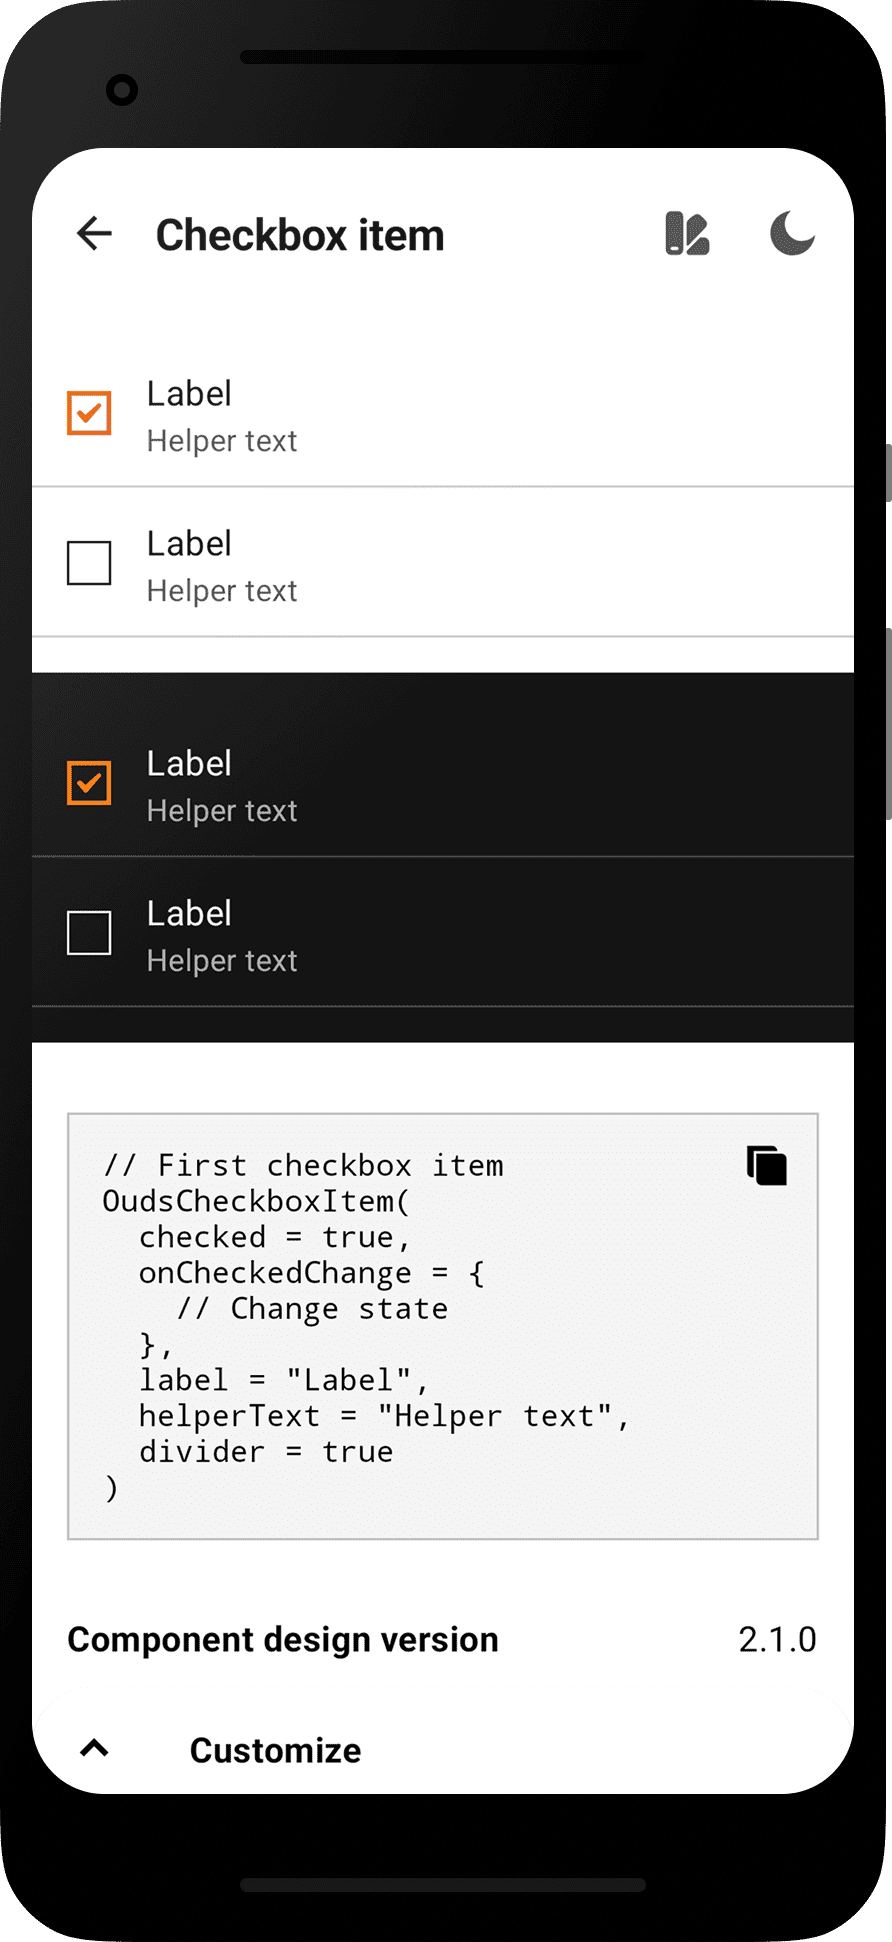 Checkbox item
Label
Helper text
Label
Helper text
Label
Helper text
Label
Helper text
// First checkbox item
OudsCheckboxItem(
  checked = true,
  onCheckedChange = {
    // Change state
  },
  label = "Label",
  helperText = "Helper text",
  divider = true
)
Component design version 2.1.0
Customize